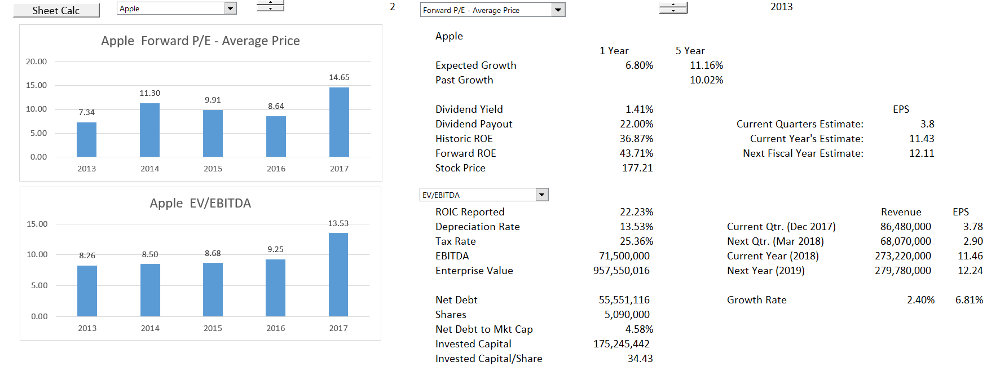 Sheet Calc
Apple
2
Forward P/E - Average Price
2013
Apple Forward P/E - Average Price
20.00
15.00
10.00
5.00
0.00
7.34
11.30
9.91
8.64
14.65
2013 2014 2015 2016 2017
Apple EV/EBITDA
15.00
10.00
5.00
0.00
8.26
8.50
8.68
9.25
13.53
2013 2014 2015 2016 2017
Apple
1 Year 5 Year
Expected Growth 6.80% 11.16%
Past Growth 10.02%
Dividend Yield 1.41%
Dividend Payout 22.00%
Historic ROE 36.87%
Forward ROE 43.71%
Stock Price 177.21
EPS
Current Quarters Estimate: 3.8
Current Year's Estimate: 11.43
Next Fiscal Year Estimate: 12.11
EV/EBITDA
ROIC Reported 22.23%
Depreciation Rate 13.53%
Tax Rate 25.36%
EBITDA 71,500,000
Enterprise Value 957,550,016
Net Debt 55,551,116
Shares 5,090,000
Net Debt to Mkt Cap 4.58%
Invested Capital 175,245,442
Invested Capital/Share 34.43
Revenue EPS
Current Qtr. (Dec 2017) 86,480,000 3.78
Next Qtr. (Mar 2018) 68,070,000 2.90
Current Year (2018) 273,220,000 11.46
Next Year (2019) 279,780,000 12.24
Growth Rate 2.40% 6.81%